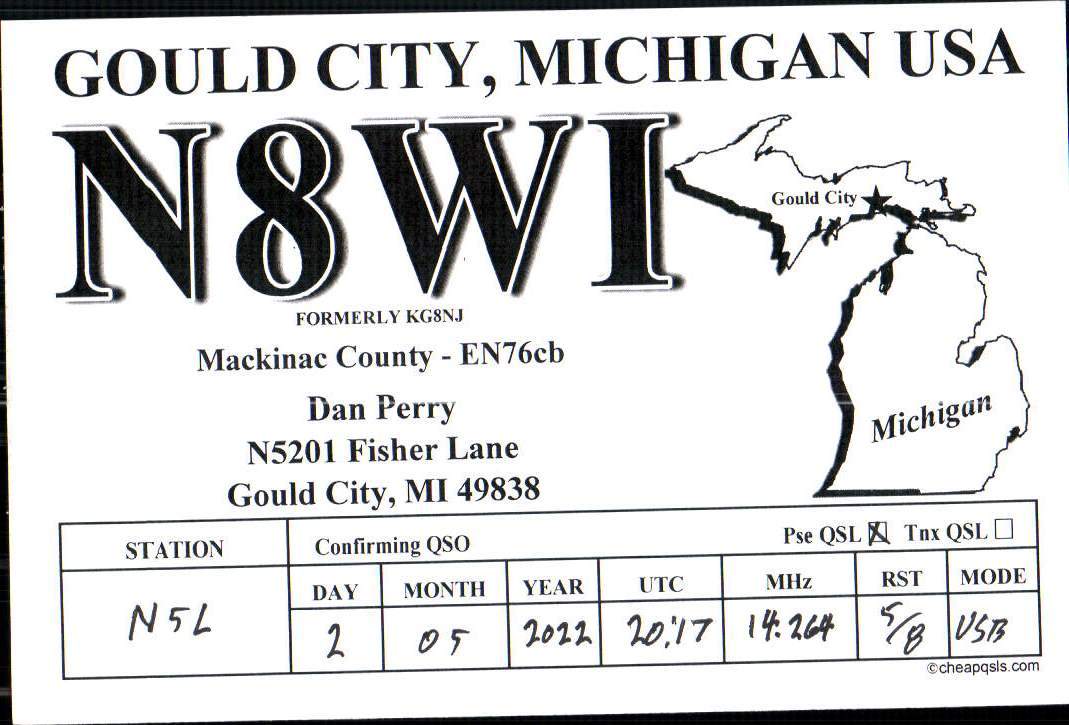 GOULD CITY, MICHIGAN USA
N8WI
Gould City
FORMERLY KG8NJ
Mackinac County - EN76cb
Dan Perry
N5201 Fisher Lane
Gould City, MI 49838
Michigan
STATION
Confirming QSO
Pse QSL Tnx QSL
DAY MONTH YEAR UTC MHz RST MODE
N5L
2 05 2022 20:17 14.264 5/8 USB
©cheapqsls.com